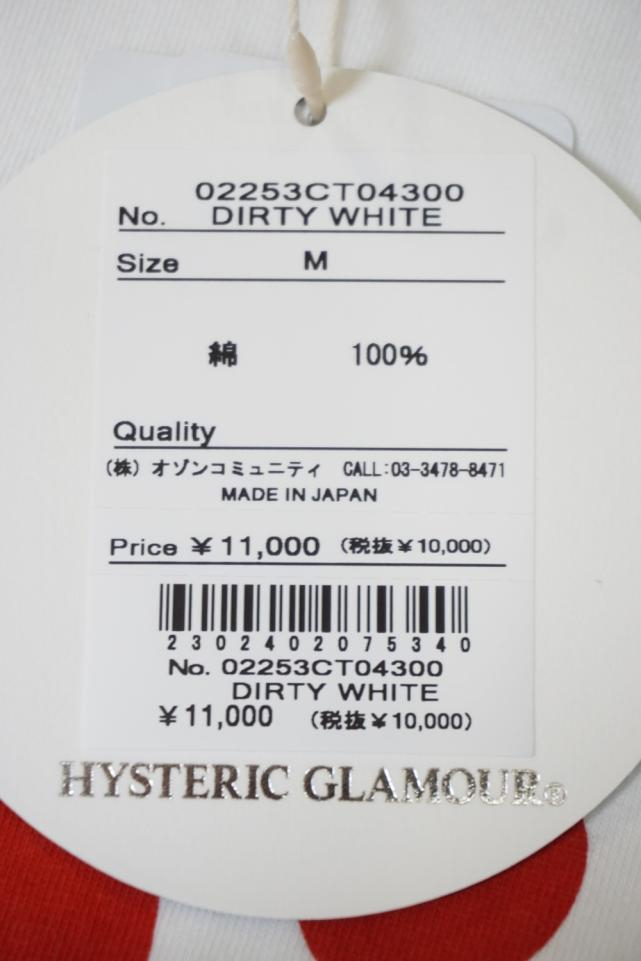 02253CT04300
No. DIRTY WHITE
Size M
綿 100%
Quality
(株) オゾンコミュニティ CALL:03-3478-8471
MADE IN JAPAN
Price ¥11,000 (税抜¥10,000)
2302402075340
No. 02253CT04300
DIRTY WHITE
¥11,000 (税抜¥10,000)
HYSTERIC GLAMOUR®